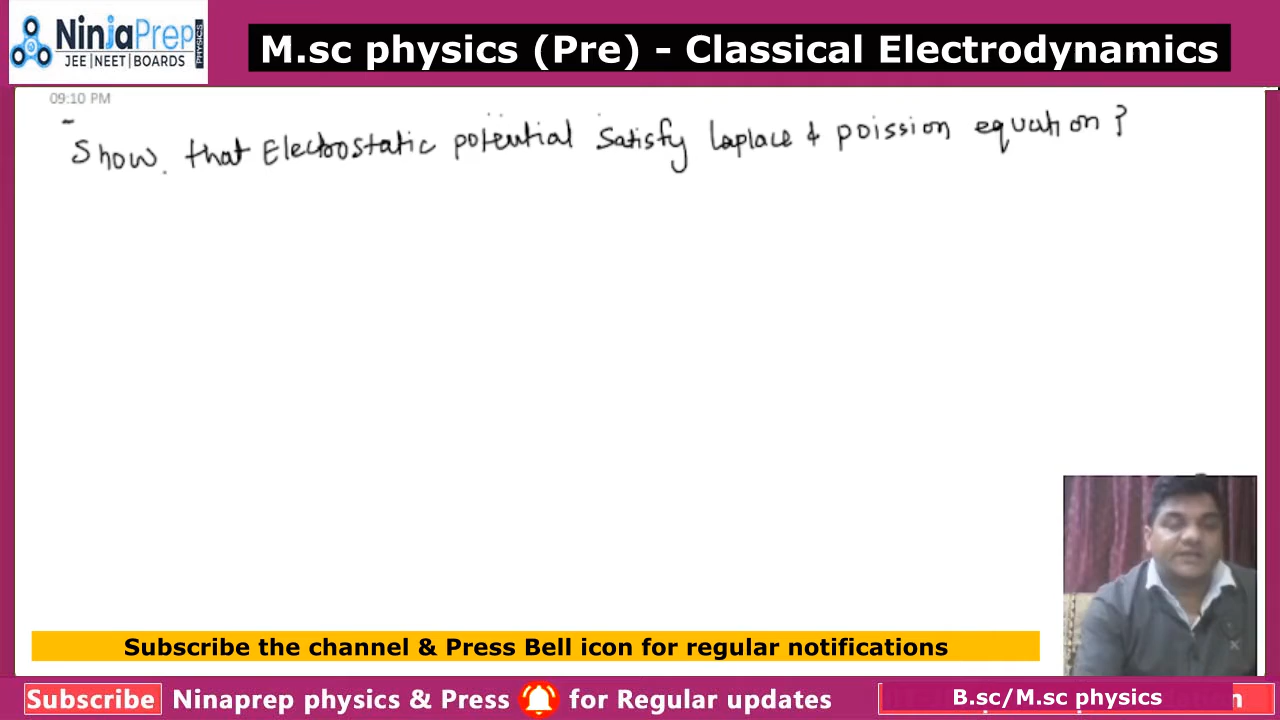 NinjaPrep
JEE|NEET|BOARDS
PHYSICS
M.sc physics (Pre) - Classical Electrodynamics
09:10 PM
Show that Electrostatic potential satisfy laplace & poission equation?
Subscribe the channel & Press Bell icon for regular notifications
Subscribe Ninaprep physics & Press for Regular updates
B.sc/M.sc physics